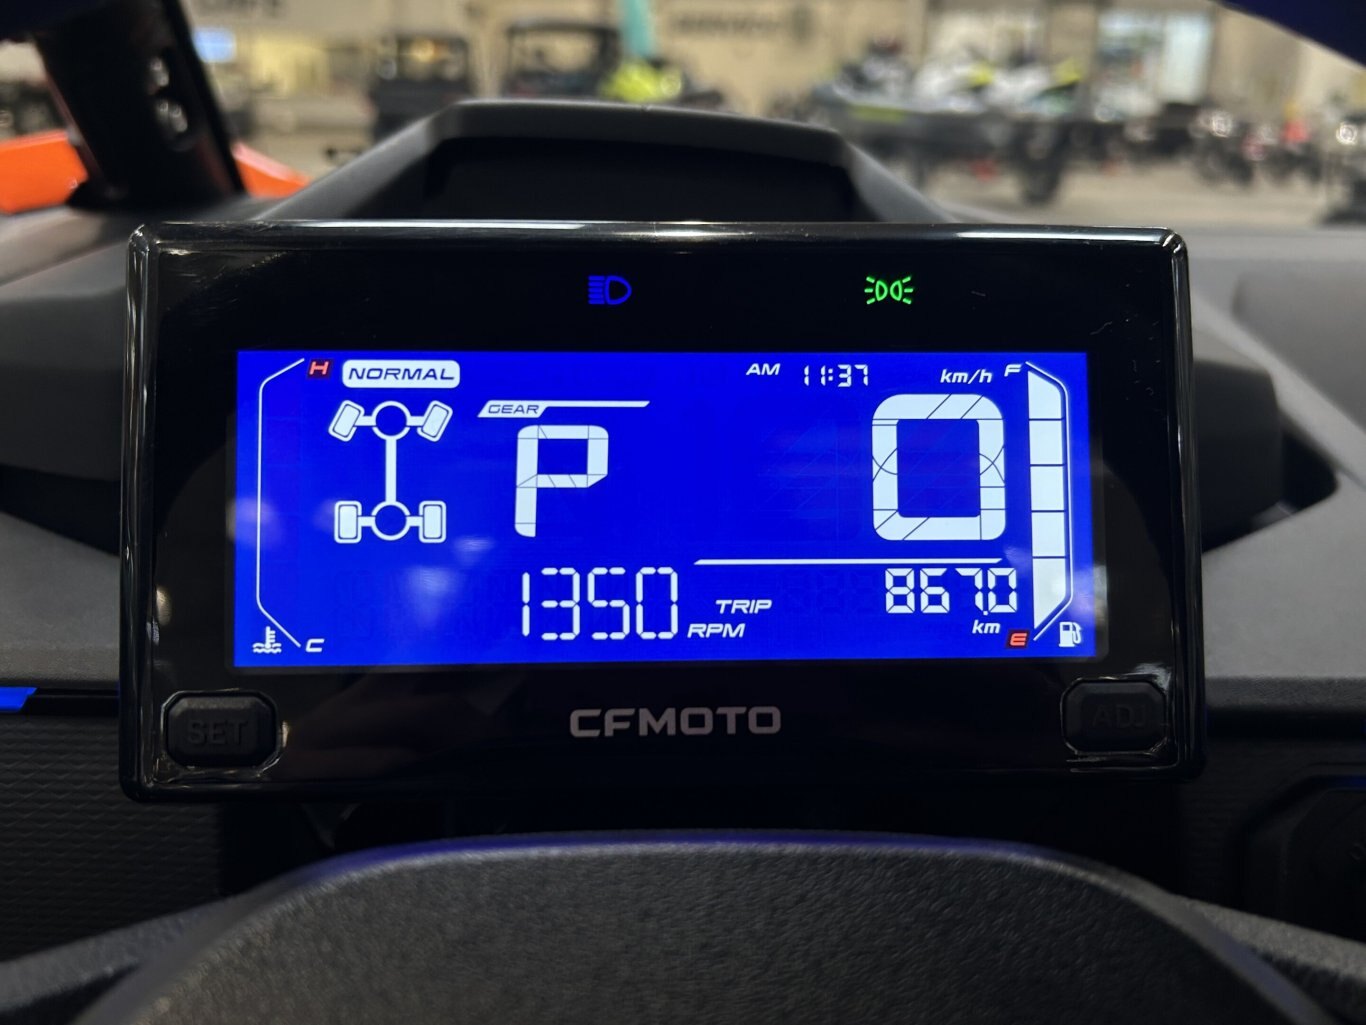 H NORMAL
AM 11:37 km/h F
GEAR
P 0
1350 RPM
TRIP 867.0
km E
C
SET
CFMOTO
ADJ